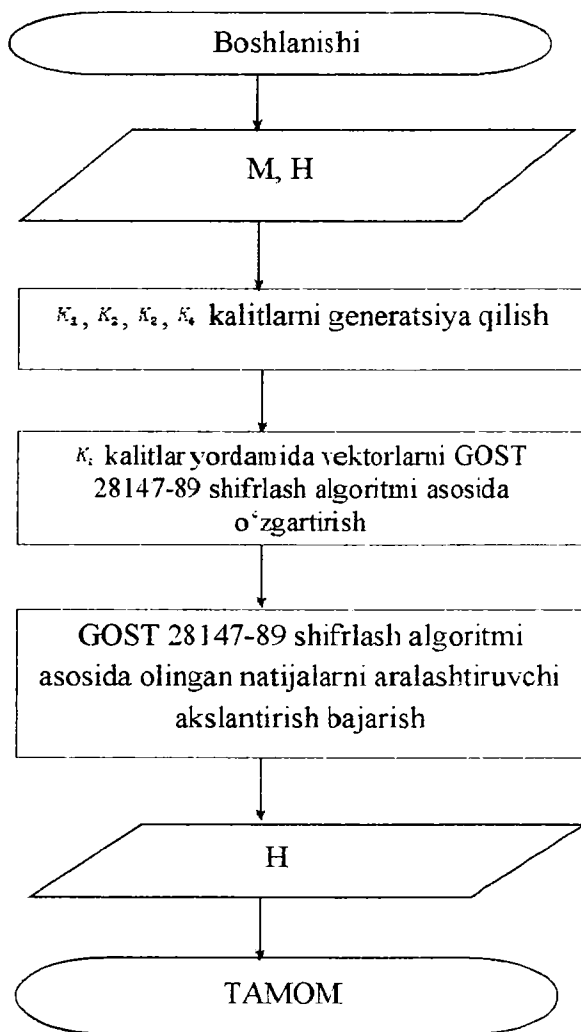 Boshlanishi
M, H
K₁, K₂, K₂, K₄ kalitlarni generatsiya qilish
Kᵢ kalitlar yordamida vektorlarni GOST
28147-89 shifrlash algoritmi asosida
o‘zgartirish
GOST 28147-89 shifrlash algoritmi
asosida olingan natijalarni aralashtiruvchi
akslantirish bajarish
H
TAMOM